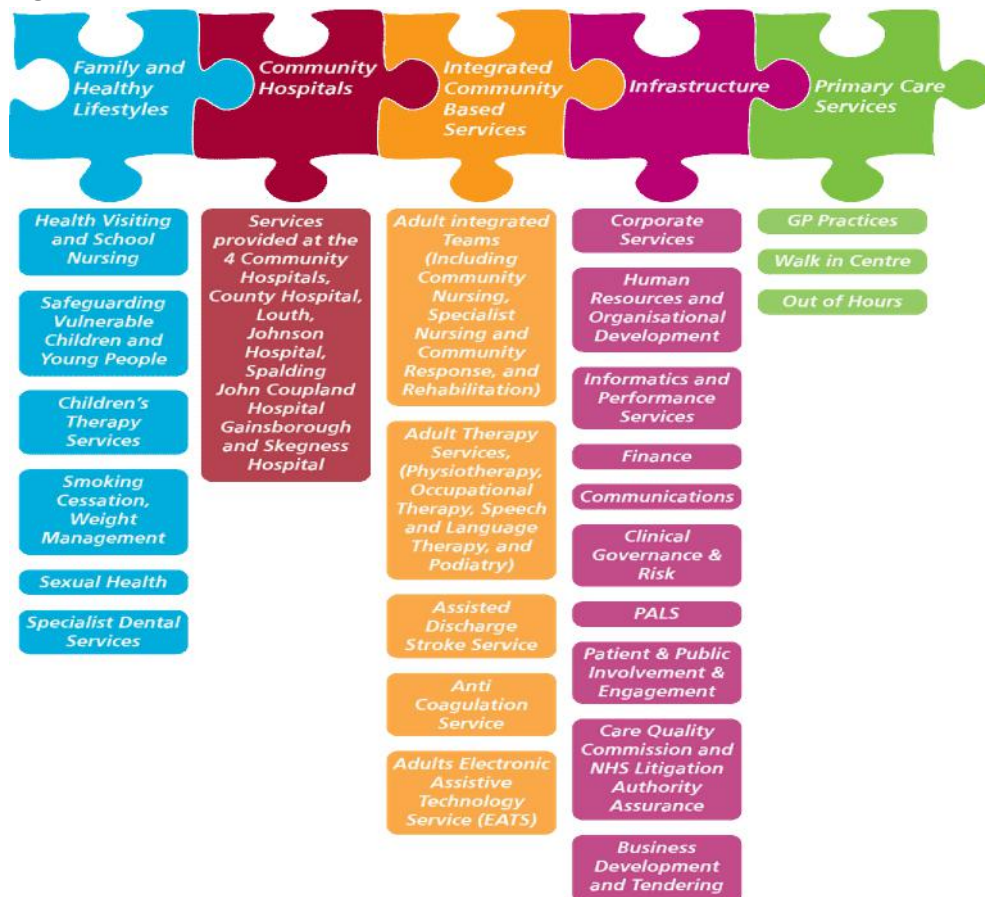 Family and
Healthy
Lifestyles
Community
Hospitals
Integrated
Community
Based
Services
Infrastructure
Primary Care
Services
Health Visiting
and School
Nursing
Safeguarding
Vulnerable
Children and
Young People
Children's
Therapy
Services
Smoking
Cessation,
Weight
Management
Sexual Health
Specialist Dental
Services
Services
provided at the
4 Community
Hospitals,
County Hospital,
Louth,
Johnson
Hospital,
Spalding
John Coupland
Hospital
Gainsborough
and Skegness
Hospital
Adult integrated
Teams
(Including
Community
Nursing,
Specialist
Nursing and
Community
Response, and
Rehabilitation)
Adult Therapy
Services,
(Physiotherapy,
Occupational
Therapy, Speech
and Language
Therapy, and
Podiatry)
Assisted
Discharge
Stroke Service
Anti
Coagulation
Service
Adults Electronic
Assistive
Technology
Service (EATS)
Corporate
Services
Human
Resources and
Organisational
Development
Informatics and
Performance
Services
Finance
Communications
Clinical
Governance &
Risk
PALS
Patient & Public
Involvement &
Engagement
Care Quality
Commission and
NHS Litigation
Authority
Assurance
Business
Development
and Tendering
GP Practices
Walk in Centre
Out of Hours